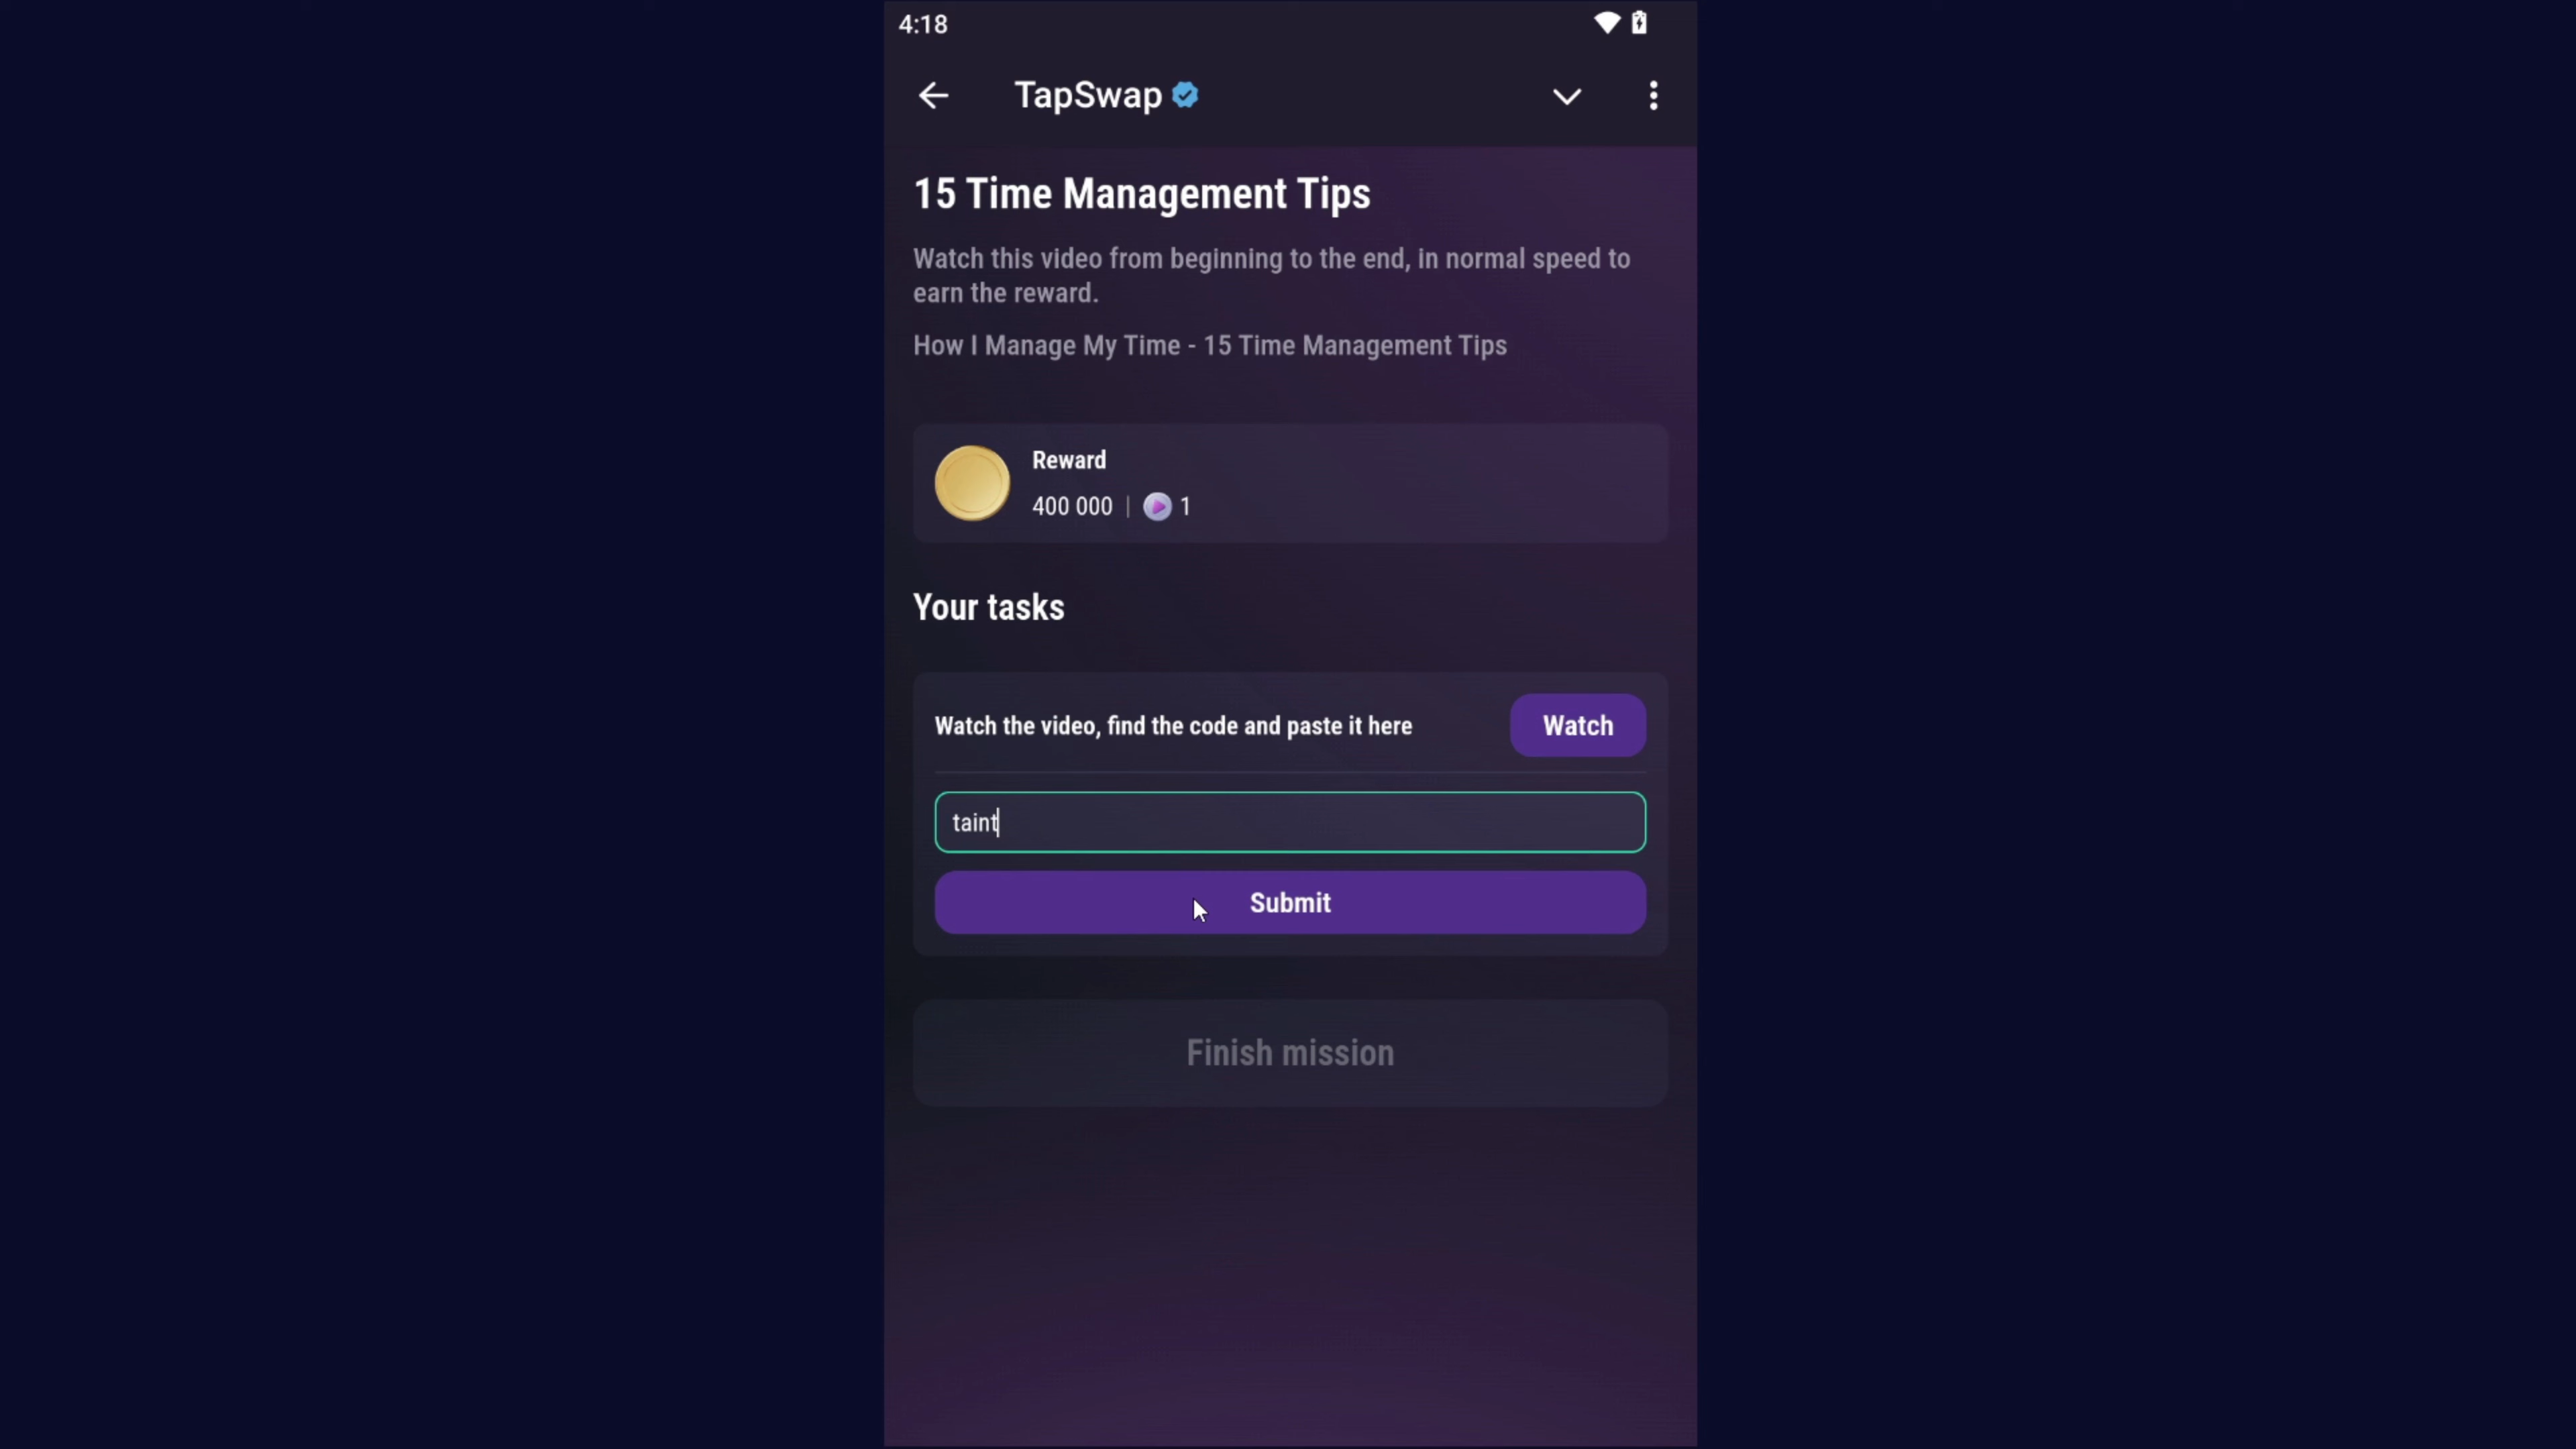 4:18
TapSwap
15 Time Management Tips
Watch this video from beginning to the end, in normal speed to
earn the reward.
How I Manage My Time - 15 Time Management Tips
Reward
400 000 | 1
Your tasks
Watch the video, find the code and paste it here
Watch
taint
Submit
Finish mission